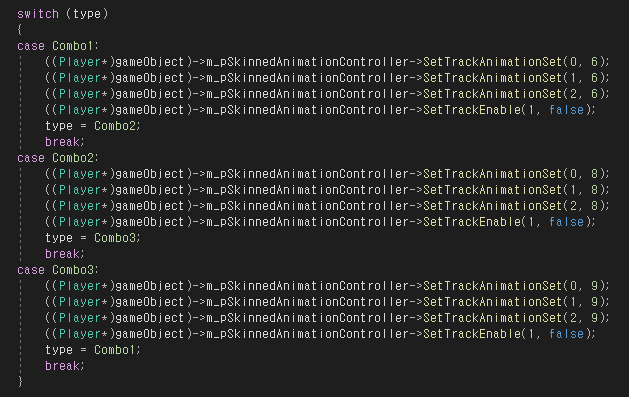 switch (type)
{
case Combo1:
    ((Player*)gameObject)->m_pSkinnedAnimationController->SetTrackAnimationSet(0, 6);
    ((Player*)gameObject)->m_pSkinnedAnimationController->SetTrackAnimationSet(1, 6);
    ((Player*)gameObject)->m_pSkinnedAnimationController->SetTrackAnimationSet(2, 6);
    ((Player*)gameObject)->m_pSkinnedAnimationController->SetTrackEnable(1, false);
    type = Combo2;
    break;
case Combo2:
    ((Player*)gameObject)->m_pSkinnedAnimationController->SetTrackAnimationSet(0, 8);
    ((Player*)gameObject)->m_pSkinnedAnimationController->SetTrackAnimationSet(1, 8);
    ((Player*)gameObject)->m_pSkinnedAnimationController->SetTrackAnimationSet(2, 8);
    ((Player*)gameObject)->m_pSkinnedAnimationController->SetTrackEnable(1, false);
    type = Combo3;
    break;
case Combo3:
    ((Player*)gameObject)->m_pSkinnedAnimationController->SetTrackAnimationSet(0, 9);
    ((Player*)gameObject)->m_pSkinnedAnimationController->SetTrackAnimationSet(1, 9);
    ((Player*)gameObject)->m_pSkinnedAnimationController->SetTrackAnimationSet(2, 9);
    ((Player*)gameObject)->m_pSkinnedAnimationController->SetTrackEnable(1, false);
    type = Combo1;
    break;
}